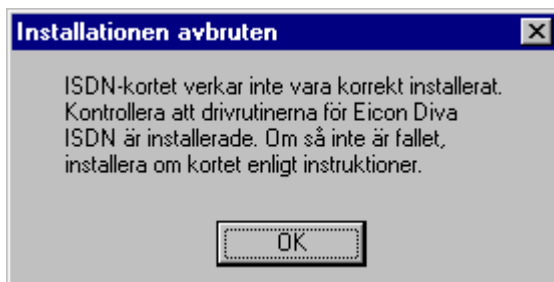 Installationen avbruten
ISDN-kortet verkar inte vara korrekt installerat.
Kontrollera att drivrutinerna för Eicon Diva
ISDN är installerade. Om så inte är fallet,
installera om kortet enligt instruktioner.
OK